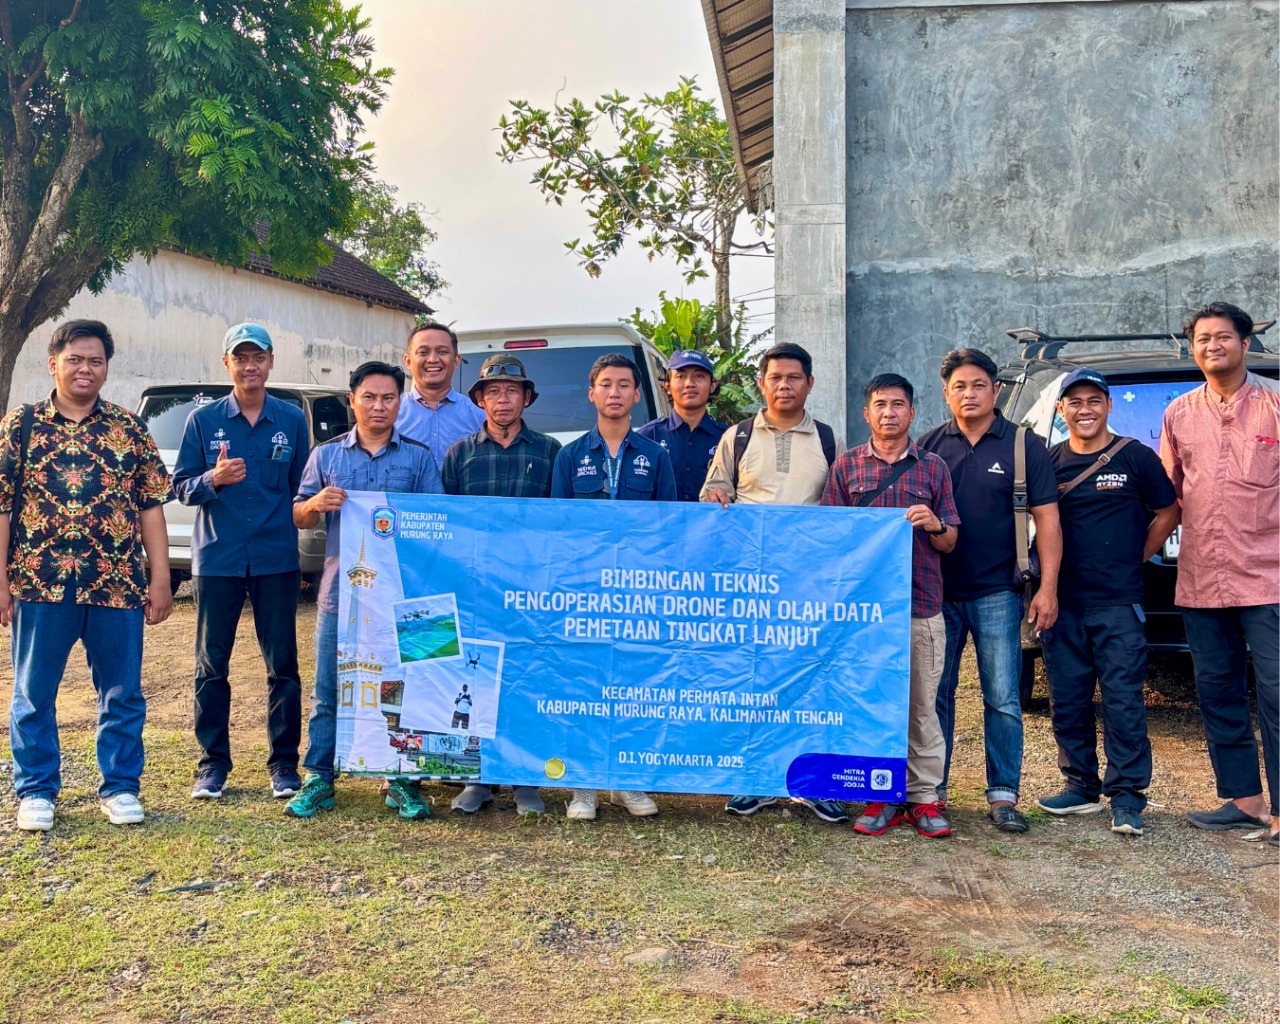 PEMERINTAH
KABUPATEN
MURUNG RAYA
BIMBINGAN TEKNIS
PENGOPERASIAN DRONE DAN OLAH DATA
PEMETAAN TINGKAT LANJUT
KECAMATAN PERMATA INTAN
KABUPATEN MURUNG RAYA, KALIMANTAN TENGAH
D.I.YOGYAKARTA 2025
MITRA
CENDEKIA
JOGJA
AMD
RYZEN